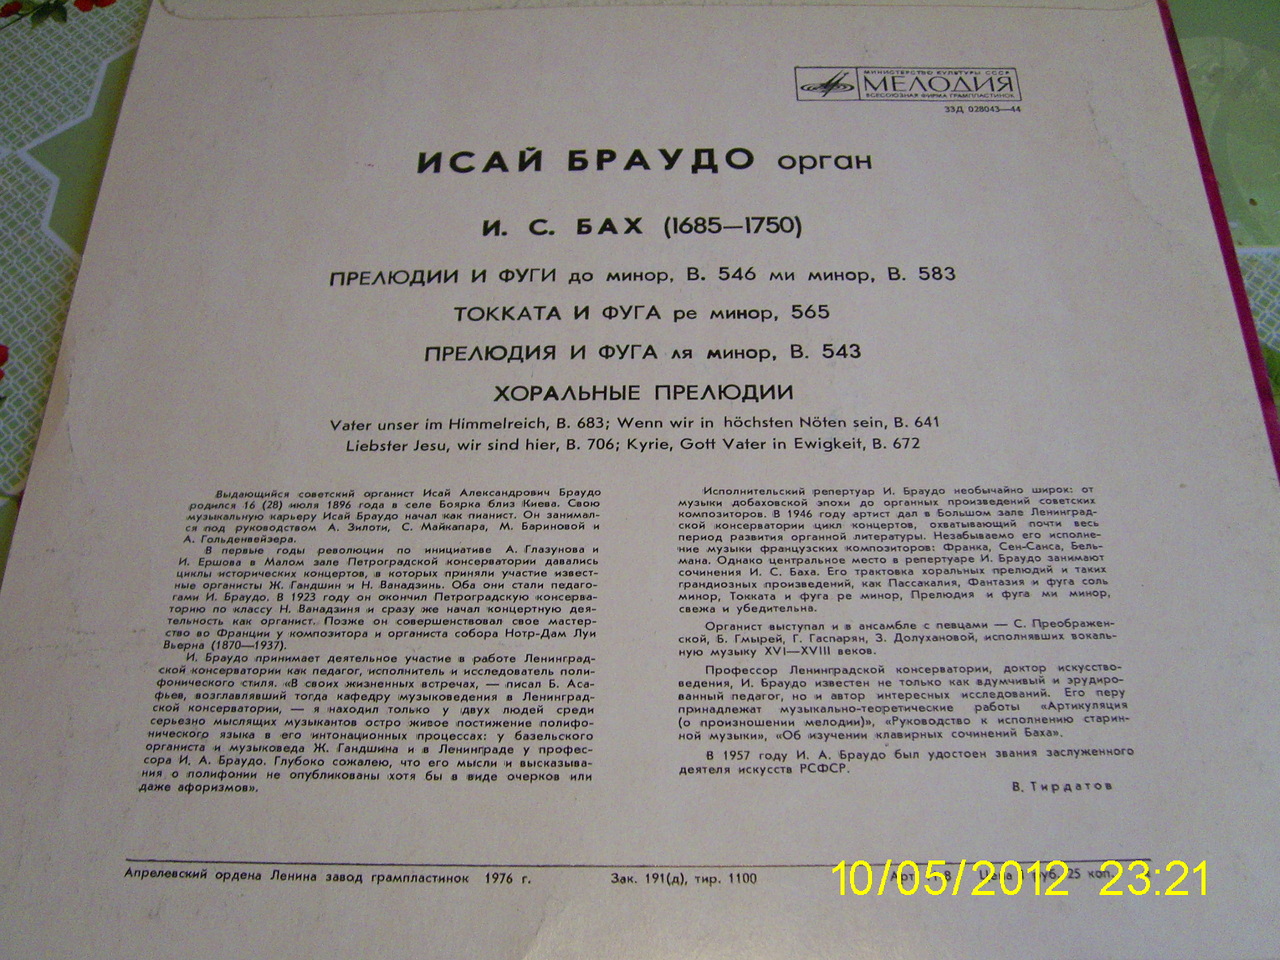 МИНИСТЕРСТВО КУЛЬТУРЫ СССР
МЕЛОДИЯ
ВСЕСОЮЗНАЯ ФИРМА ГРАМПЛАСТИНОК
33Д 028043—44
ИСАЙ БРАУДО орган
И. С. БАХ (1685—1750)
ПРЕЛЮДИИ И ФУГИ до минор, В. 546 ми минор, В. 583
ТОККАТА И ФУГА ре минор, 565
ПРЕЛЮДИЯ И ФУГА ля минор, В. 543
ХОРАЛЬНЫЕ ПРЕЛЮДИИ
Vater unser im Himmelreich, B. 683; Wenn wir in höchsten Nöten sein, B. 641
Liebster Jesu, wir sind hier, B. 706; Kyrie, Gott Vater in Ewigkeit, B. 672
Выдающийся советский органист Исай Александрович Браудо
родился 16 (28) июля 1896 года в селе Боярка близ Киева. Свою
музыкальную карьеру Исай Браудо начал как пианист. Он занимал-
ся под руководством А. Зилоти, С. Майкапара, М. Бариновой и
А. Гольденвейзера.
В первые годы революции по инициативе А. Глазунова и
И. Ершова в Малом зале Петроградской консерватории давались
циклы исторических концертов, в которых приняли участие извест-
ные органисты Ж. Гандшин и Н. Ванадзинь. Оба они стали педаго-
гами И. Браудо. В 1923 году он окончил Петроградскую консерва-
торию по классу Н. Ванадзиня и сразу же начал концертную дея-
тельность как органист. Позже он совершенствовал свое мастер-
ство во Франции у композитора и органиста собора Нотр-Дам Луи
Вьерна (1870—1937).
И. Браудо принимает деятельное участие в работе Ленинград-
ской консерватории как педагог, исполнитель и исследователь поли-
фонического стиля. «В своих жизненных встречах, — писал Б. Аса-
фьев, возглавлявший тогда кафедру музыковедения в Ленинград-
ской консерватории, — я находил только у двух людей среди
серьезно мыслящих музыкантов остро живое постижение полифо-
нического языка в его интонационных процессах: у базельского
органиста и музыковеда Ж. Гандшина и в Ленинграде у профес-
сора И. А. Браудо. Глубоко сожалею, что его мысли и высказыва-
ния о полифонии не опубликованы хотя бы в виде очерков или
даже афоризмов».
Исполнительский репертуар И. Браудо необычайно широк: от
музыки добаховской эпохи до органных произведений советских
композиторов. В 1946 году артист дал в Большом зале Ленинград-
ской консерватории цикл концертов, охватывающий почти весь
период развития органной литературы. Незабываемо его исполне-
ние музыки французских композиторов: Франка, Сен-Санса, Бель-
мана. Однако центральное место в репертуаре И. Браудо занимают
сочинения И. С. Баха. Его трактовка хоральных прелюдий и таких
грандиозных произведений, как Пассакалия, Фантазия и фуга соль
минор, Токката и фуга ре минор, Прелюдия и фуга ми минор,
свежа и убедительна.
Органист выступал и в ансамбле с певцами — С. Преображен-
ской, Б. Гмырей, Г. Гаспарян, З. Долухановой, исполнявших вокаль-
ную музыку XVI—XVIII веков.
Профессор Ленинградской консерватории, доктор искусство-
ведения, И. Браудо известен не только как вдумчивый и эрудиро-
ванный педагог, но и автор интересных исследований. Его перу
принадлежат музыкально-теоретические работы «Артикуляция
(о произношении мелодии)», «Руководство к исполнению старин-
ной музыки», «Об изучении клавирных сочинений Баха».
В 1957 году И. А. Браудо был удостоен звания заслуженного
деятеля искусств РСФСР.
В. Тирдатов
Апрелевский ордена Ленина завод грампластинок 1976 г. Зак. 191(д), тир. 1100 Арт. Цена руб. 25 коп.
10/05/2012 23:21